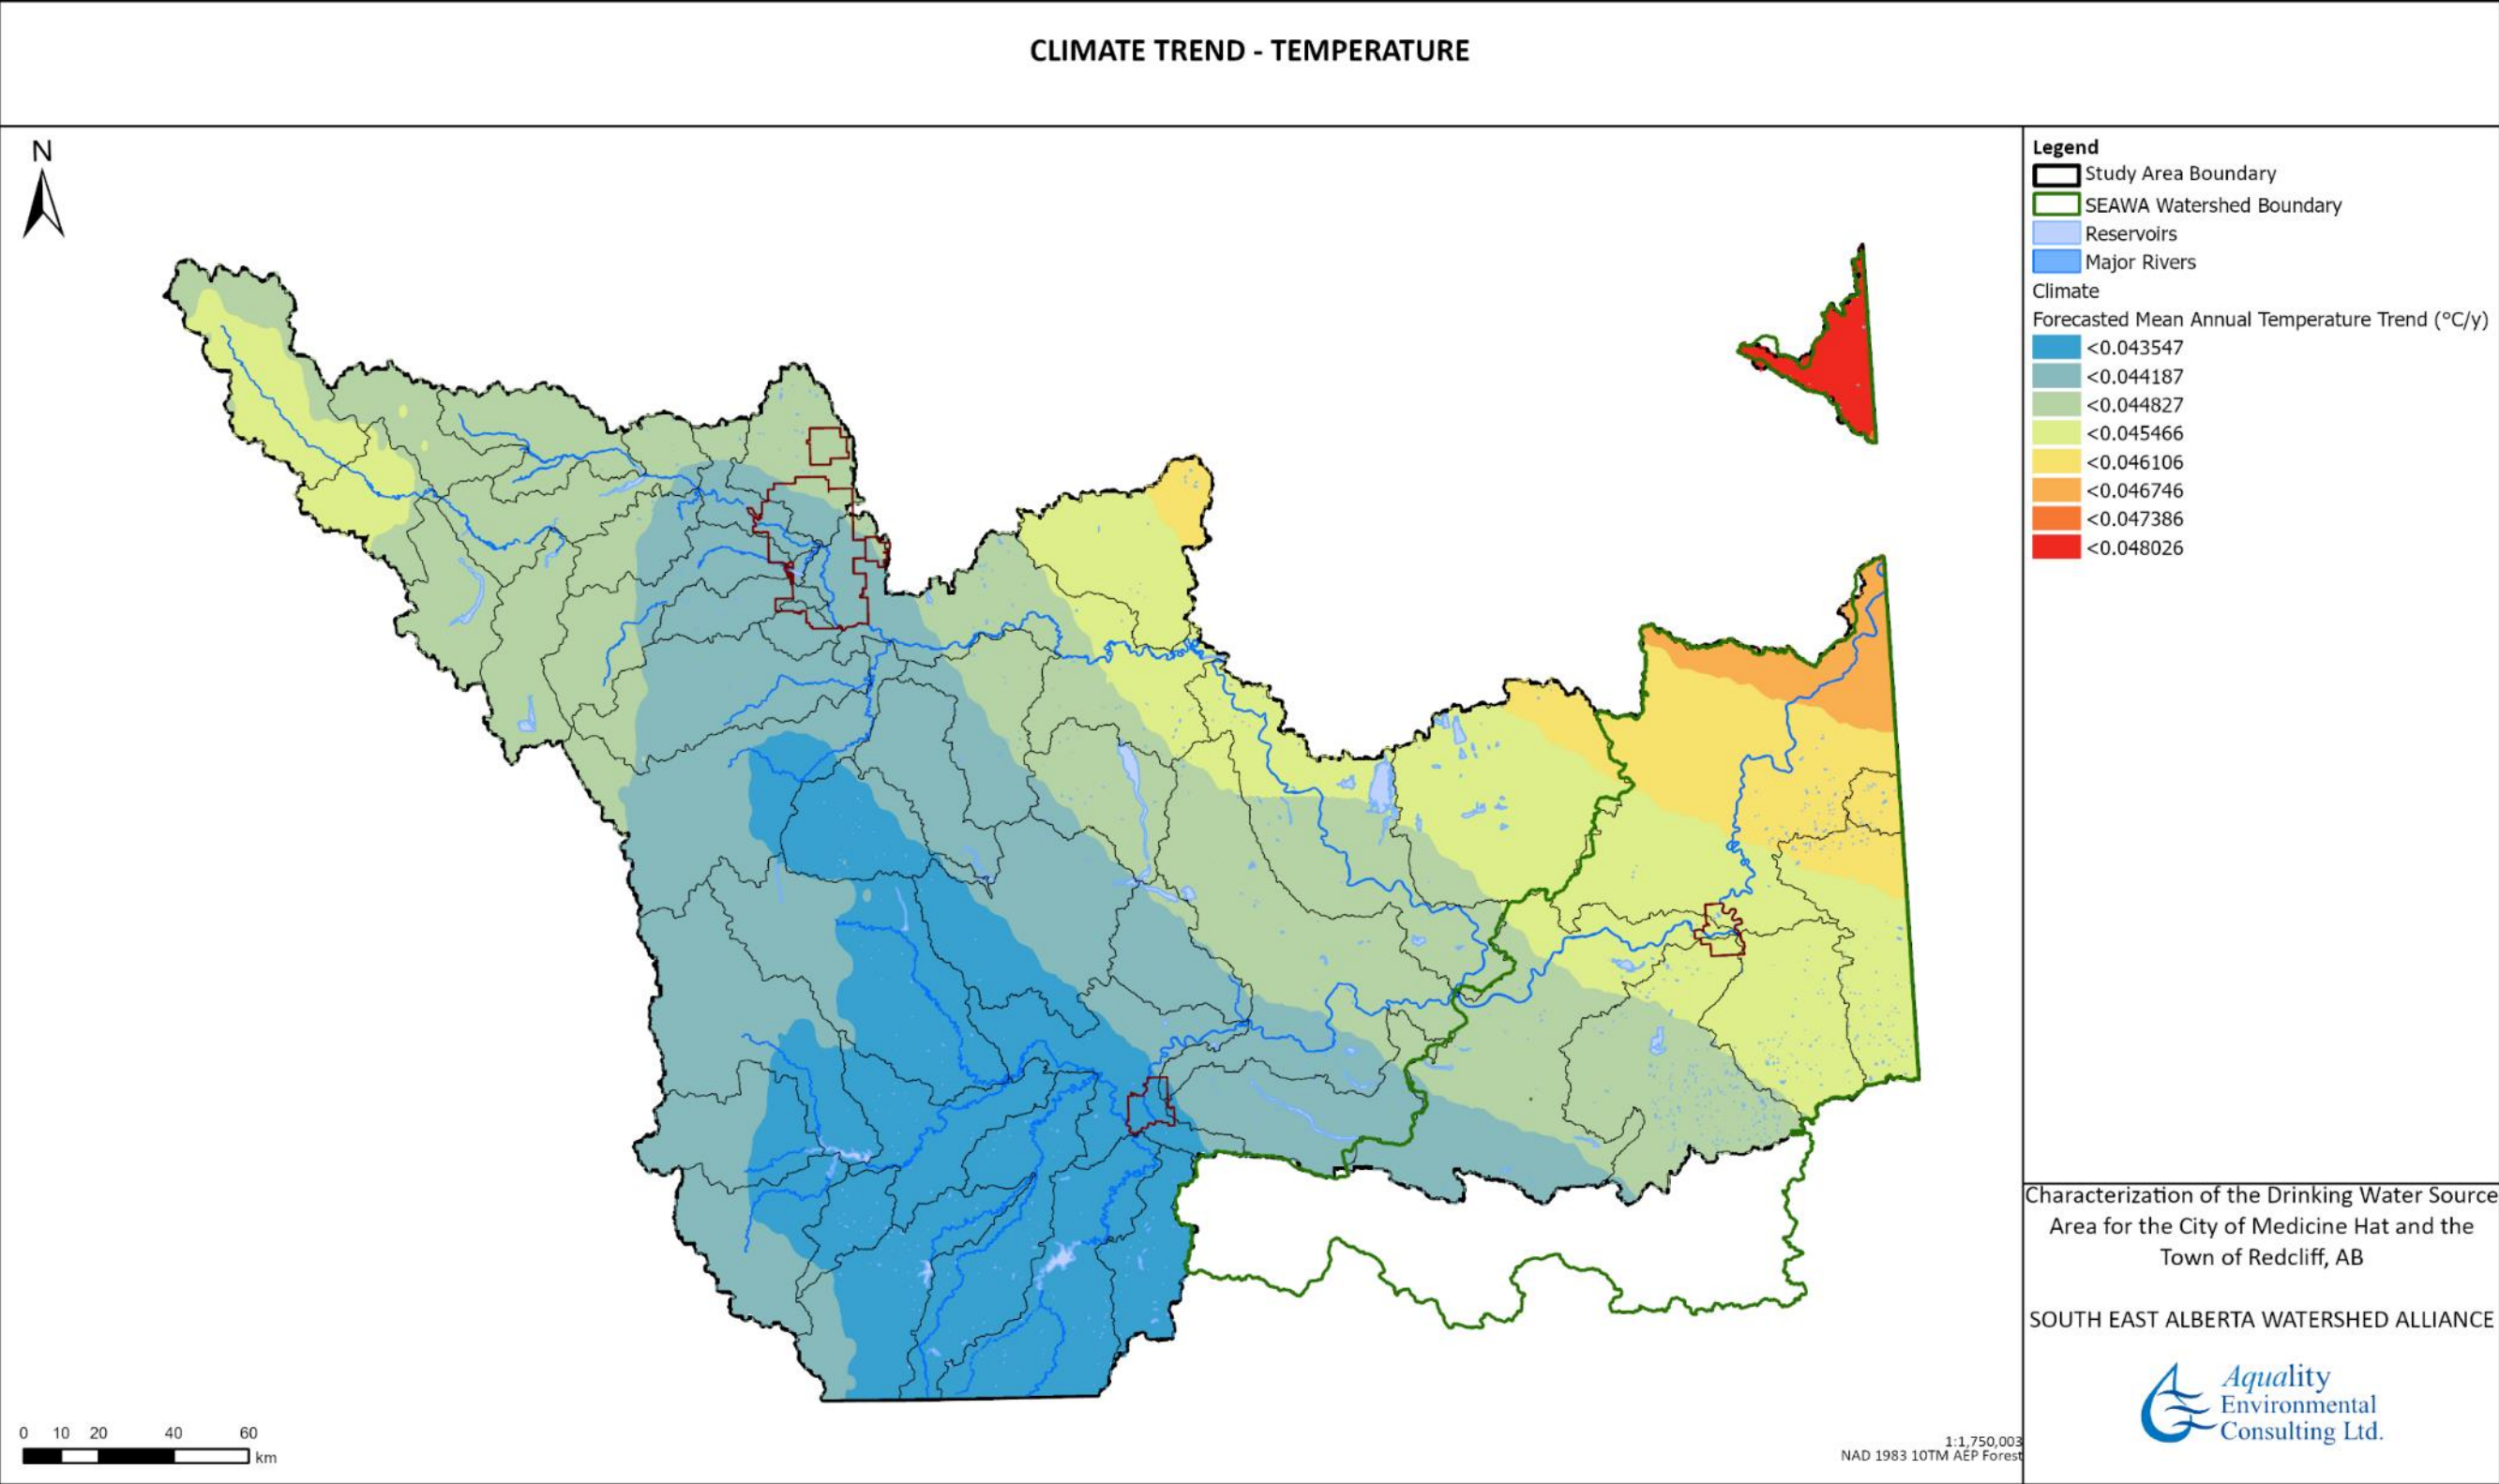 CLIMATE TREND - TEMPERATURE
N
Legend
Study Area Boundary
SEAWA Watershed Boundary
Reservoirs
Major Rivers
Climate
Forecasted Mean Annual Temperature Trend (°C/y)
<0.043547
<0.044187
<0.044827
<0.045466
<0.046106
<0.046746
<0.047386
<0.048026
Characterization of the Drinking Water Source
Area for the City of Medicine Hat and the
Town of Redcliff, AB
SOUTH EAST ALBERTA WATERSHED ALLIANCE
Aquality
Environmental
Consulting Ltd.
0 10 20 40 60
km
1:1,750,003
NAD 1983 10TM AEP Forest